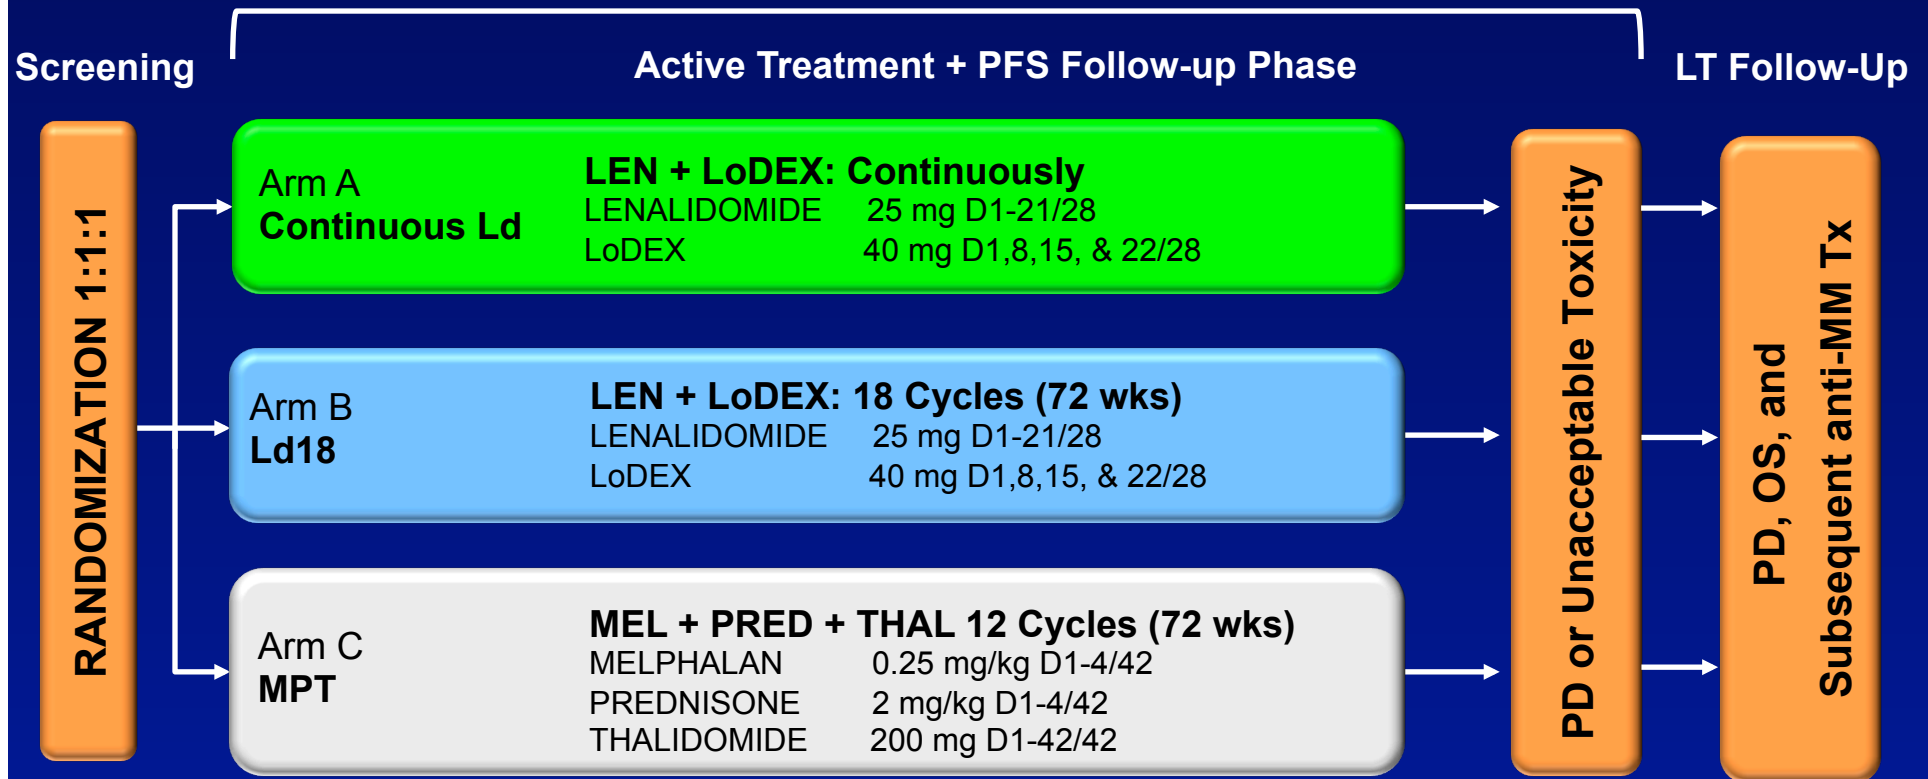 Screening
Active Treatment + PFS Follow-up Phase
LT Follow-Up
RANDOMIZATION 1:1:1
Arm A
Continuous Ld
LEN + LoDEX: Continuously
LENALIDOMIDE 25 mg D1-21/28
LoDEX 40 mg D1,8,15, & 22/28
Arm B
Ld18
LEN + LoDEX: 18 Cycles (72 wks)
LENALIDOMIDE 25 mg D1-21/28
LoDEX 40 mg D1,8,15, & 22/28
Arm C
MPT
MEL + PRED + THAL 12 Cycles (72 wks)
MELPHALAN 0.25 mg/kg D1-4/42
PREDNISONE 2 mg/kg D1-4/42
THALIDOMIDE 200 mg D1-42/42
PD or Unacceptable Toxicity
PD, OS, and
Subsequent anti-MM Tx